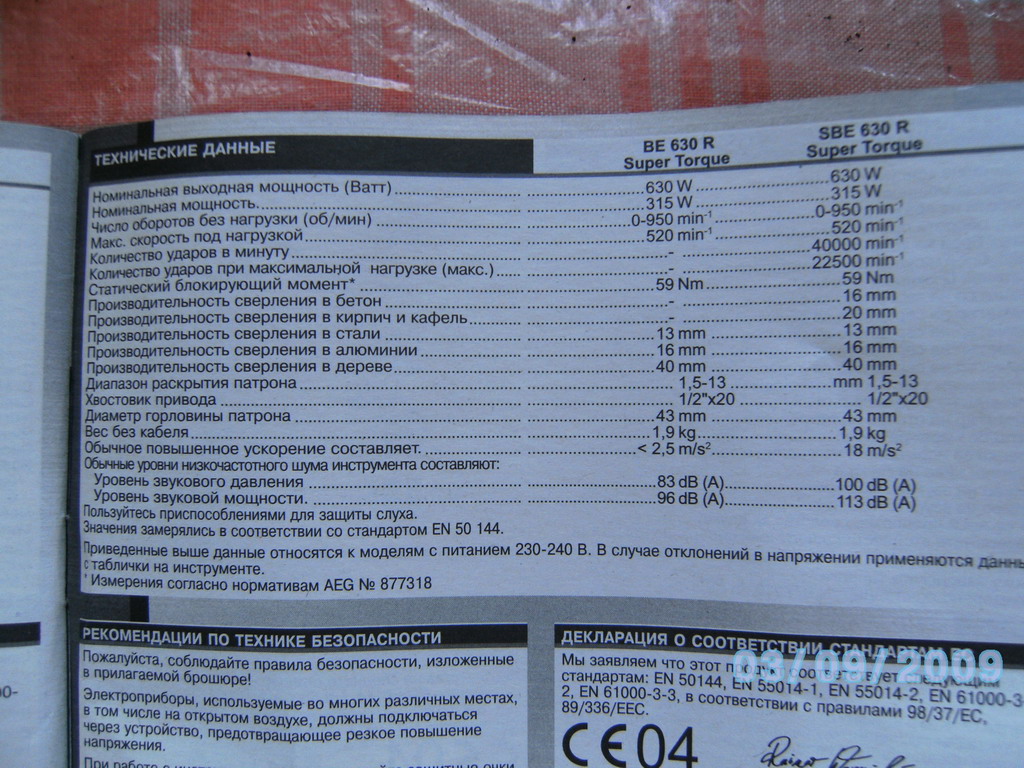 BE 630 R SBE 630 R
ТЕХНИЧЕСКИЕ ДАННЫЕ Super Torque Super Torque
Номинальная выходная мощность (Ватт) 630 W 630 W
Номинальная мощность. 315 W 315 W
Число оборотов без нагрузки (об/мин) 0-950 min⁻¹ 0-950 min⁻¹
Макс. скорость под нагрузкой 520 min⁻¹ 520 min⁻¹
Количество ударов в минуту - 40000 min⁻¹
Количество ударов при максимальной нагрузке (макс.) - 22500 min⁻¹
Статический блокирующий момент* 59 Nm 59 Nm
Производительность сверления в бетон - 16 mm
Производительность сверления в кирпич и кафель - 20 mm
Производительность сверления в стали 13 mm 13 mm
Производительность сверления в алюминии 16 mm 16 mm
Производительность сверления в дереве 40 mm 40 mm
Диапазон раскрытия патрона 1,5-13 mm 1,5-13
Хвостовик привода 1/2"x20 1/2"x20
Диаметр горловины патрона 43 mm 43 mm
Вес без кабеля 1,9 kg 1,9 kg
Обычное повышенное ускорение составляет. < 2,5 m/s² 18 m/s²
Обычные уровни низкочастотного шума инструмента составляют:
Уровень звукового давления 83 dB (A) 100 dB (A)
Уровень звуковой мощности. 96 dB (A) 113 dB (A)
Пользуйтесь приспособлениями для защиты слуха.
Значения замерялись в соответствии со стандартом EN 50 144.
Приведенные выше данные относятся к моделям с питанием 230-240 В. В случае отклонений в напряжении применяются данны
с таблички на инструменте.
* Измерения согласно нормативам AEG № 877318
РЕКОМЕНДАЦИИ ПО ТЕХНИКЕ БЕЗОПАСНОСТИ
Пожалуйста, соблюдайте правила безопасности, изложенные
в прилагаемой брошюре!
Электроприборы, используемые во многих различных местах,
в том числе на открытом воздухе, должны подключаться
через устройство, предотвращающее резкое повышение
напряжения.
При работе с защитные очки
ДЕКЛАРАЦИЯ О СООТВЕТСТВИИ СТАНДАРТАМ
Мы заявляем что этот продукт соответствует следующим
стандартам: EN 50144, EN 55014-1, EN 55014-2, EN 61000-3-
2, EN 61000-3-3, в соответствии с правилами 98/37/EC,
89/336/EEC.
CE04
03/09/2009